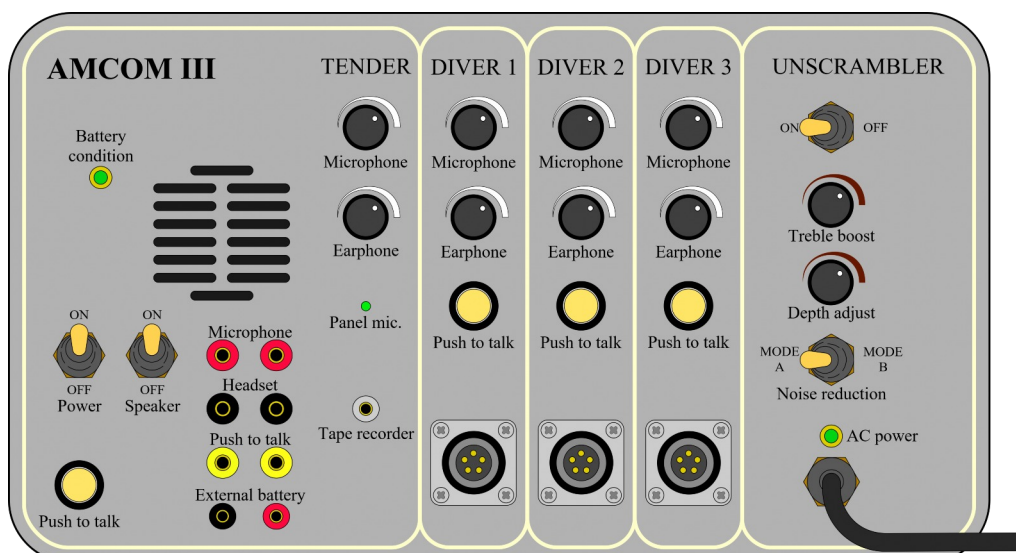 AMCOM III
Battery
condition
ON
OFF
Power
ON
OFF
Speaker
Push to talk
Microphone
Headset
Push to talk
External battery
TENDER
Microphone
Earphone
Panel mic.
Tape recorder
DIVER 1
Microphone
Earphone
Push to talk
DIVER 2
Microphone
Earphone
Push to talk
DIVER 3
Microphone
Earphone
Push to talk
UNSCRAMBLER
ON OFF
Treble boost
Depth adjust
MODE
A
MODE
B
Noise reduction
AC power